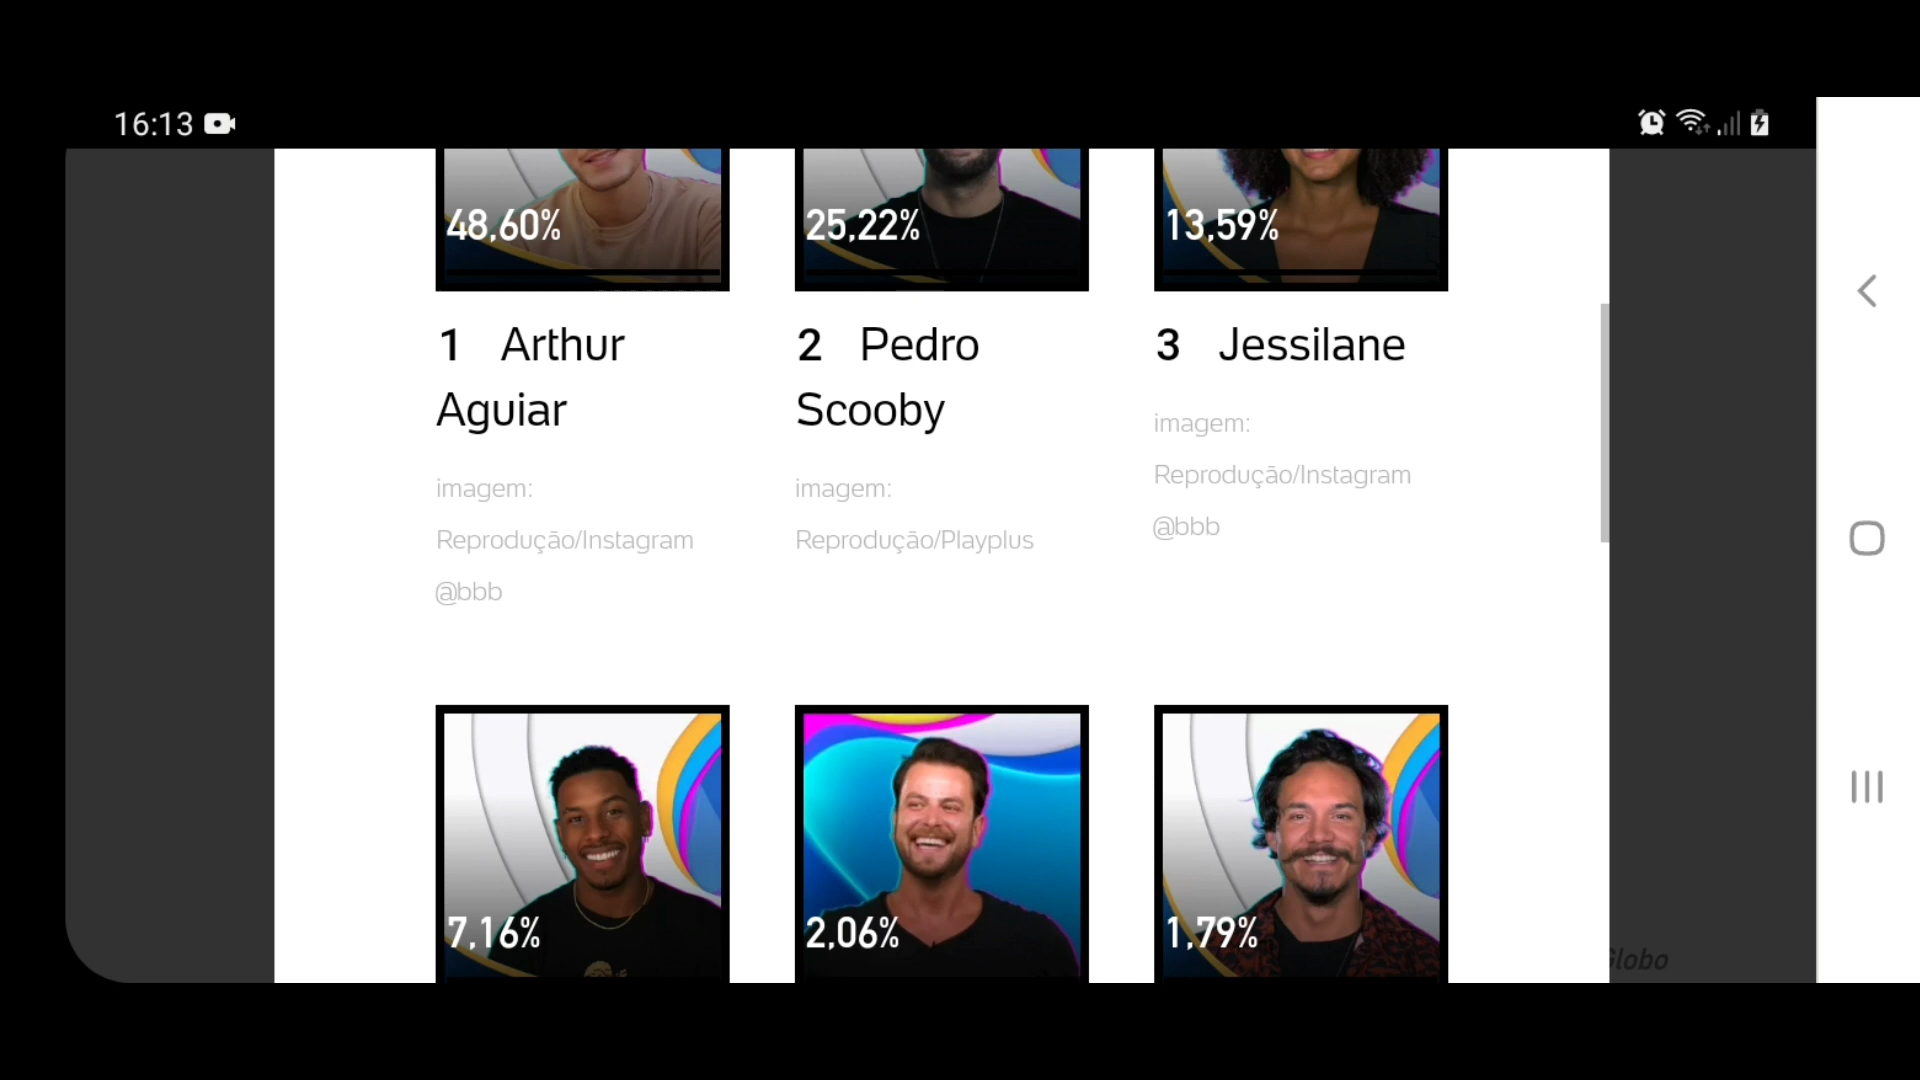 16:13
48,60%
25,22%
13,59%
1 Arthur
Aguiar
imagem:
Reprodução/Instagram
@bbb
2 Pedro
Scooby
imagem:
Reprodução/Playplus
3 Jessilane
imagem:
Reprodução/Instagram
@bbb
7,16%
2,06%
1,79%
Globo